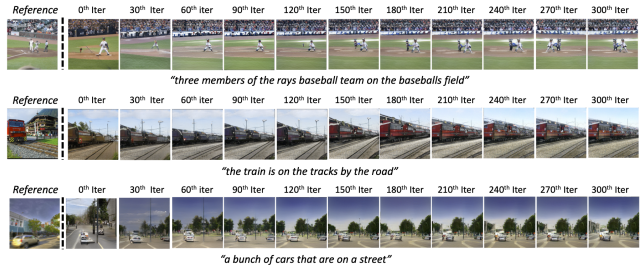 Reference 0th Iter 30th Iter 60th iter 90th Iter 120th Iter 150th Iter 180th Iter 210th Iter 240th Iter 270th Iter 300th Iter
"three members of the rays baseball team on the baseballs field"
Reference 0th Iter 30th Iter 60th iter 90th Iter 120th Iter 150th Iter 180th Iter 210th Iter 240th Iter 270th Iter 300th Iter
"the train is on the tracks by the road"
Reference 0th Iter 30th Iter 60th iter 90th Iter 120th Iter 150th Iter 180th Iter 210th Iter 240th Iter 270th Iter 300th Iter
"a bunch of cars that are on a street"